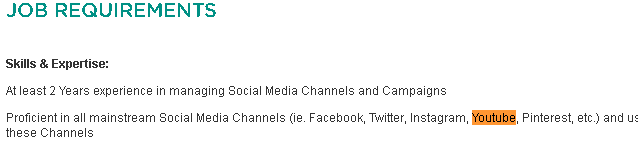 JOB REQUIREMENTS
Skills & Expertise:
At least 2 Years experience in managing Social Media Channels and Campaigns
Proficient in all mainstream Social Media Channels (ie. Facebook, Twitter, Instagram, Youtube, Pinterest, etc.) and us
these Channels